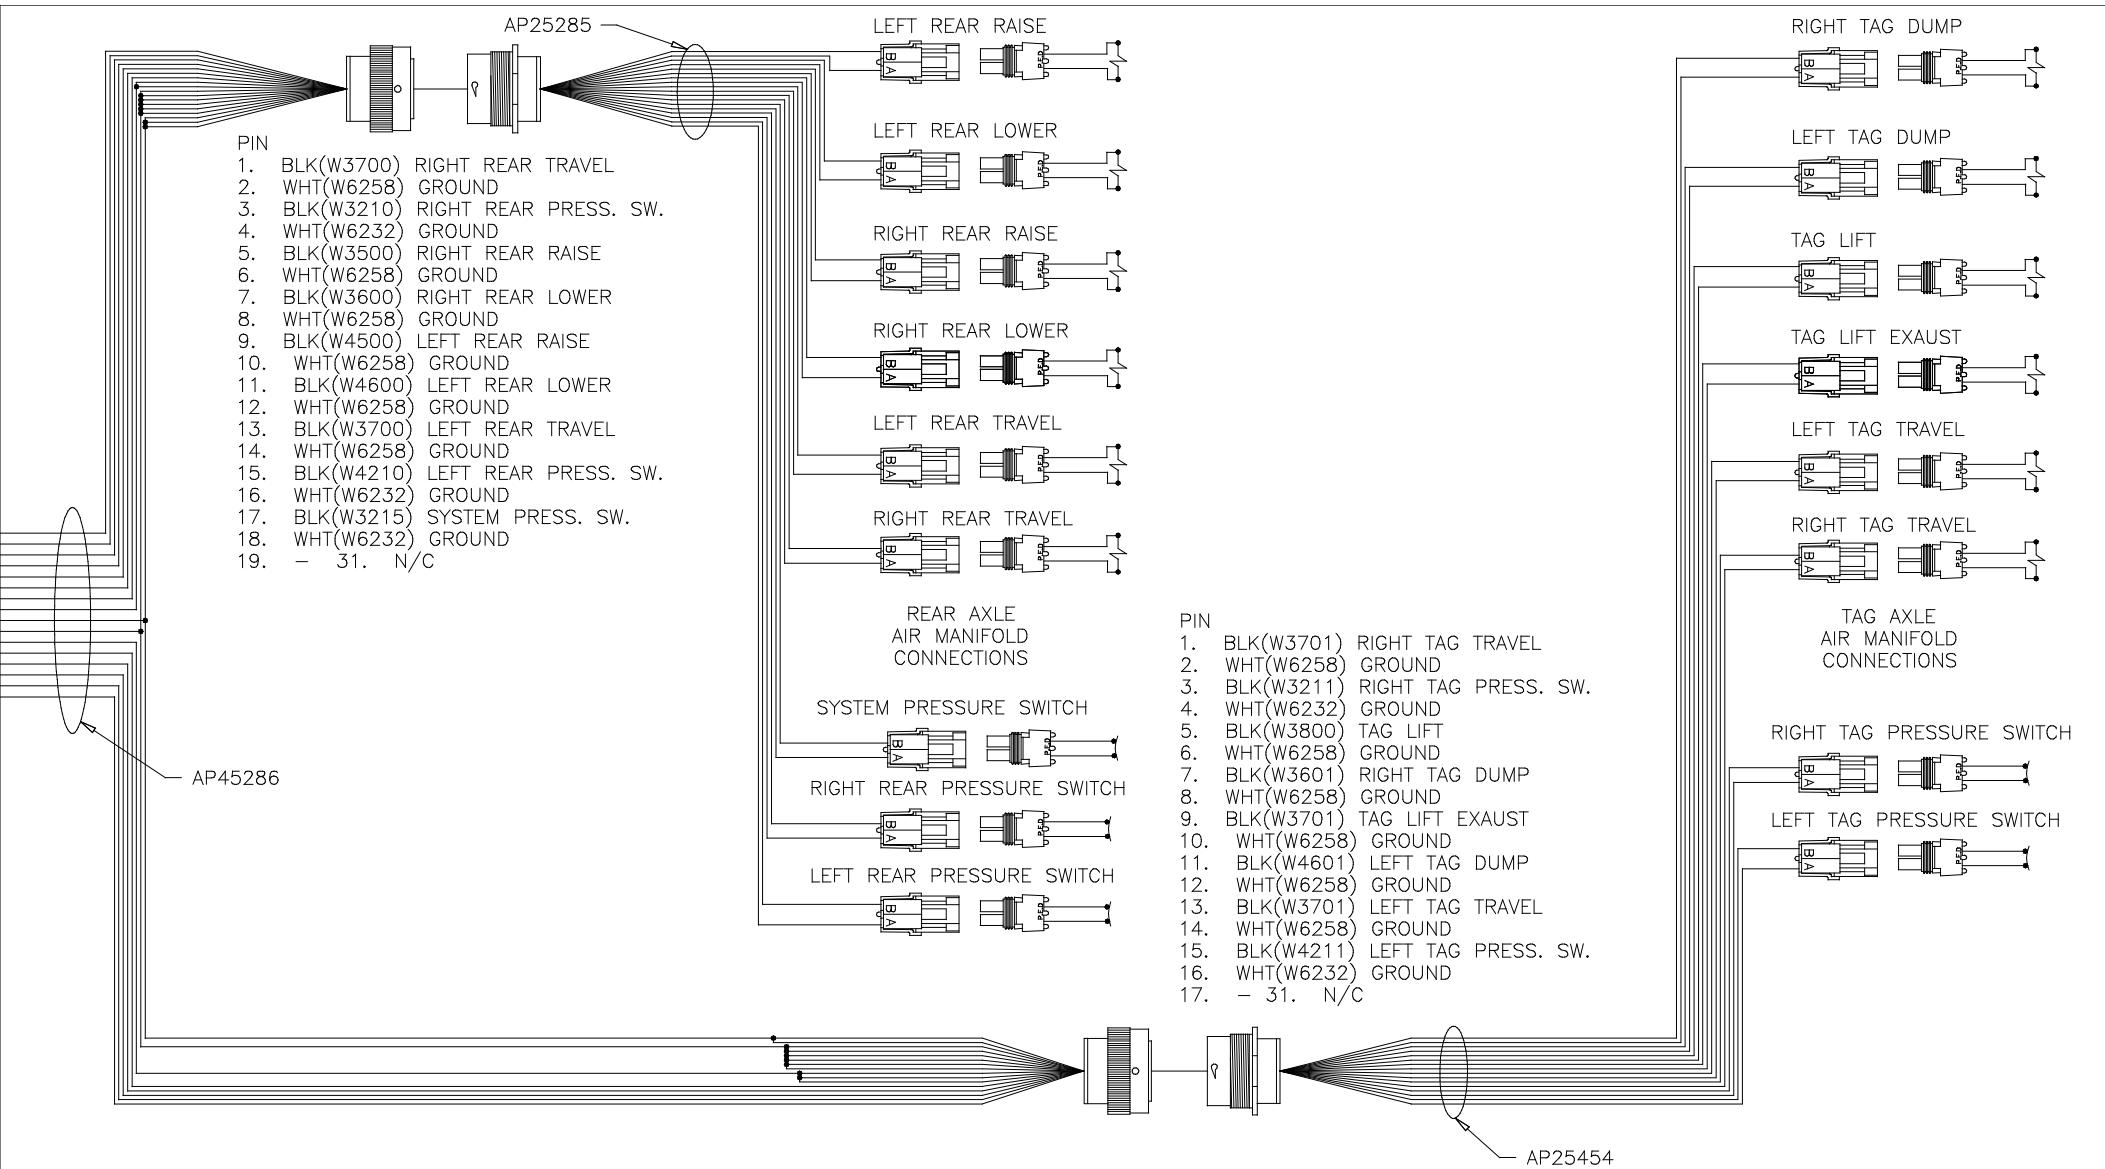 AP25285
PIN
1. BLK(W3700) RIGHT REAR TRAVEL
2. WHT(W6258) GROUND
3. BLK(W3210) RIGHT REAR PRESS. SW.
4. WHT(W6232) GROUND
5. BLK(W3500) RIGHT REAR RAISE
6. WHT(W6258) GROUND
7. BLK(W3600) RIGHT REAR LOWER
8. WHT(W6258) GROUND
9. BLK(W4500) LEFT REAR RAISE
10. WHT(W6258) GROUND
11. BLK(W4600) LEFT REAR LOWER
12. WHT(W6258) GROUND
13. BLK(W3700) LEFT REAR TRAVEL
14. WHT(W6258) GROUND
15. BLK(W4210) LEFT REAR PRESS. SW.
16. WHT(W6232) GROUND
17. BLK(W3215) SYSTEM PRESS. SW.
18. WHT(W6232) GROUND
19. – 31. N/C
AP45286
LEFT REAR RAISE
B A
P.E.D
LEFT REAR LOWER
B A
P.E.D
RIGHT REAR RAISE
B A
P.E.D
RIGHT REAR LOWER
B A
P.E.D
LEFT REAR TRAVEL
B A
P.E.D
RIGHT REAR TRAVEL
B A
P.E.D
REAR AXLE
AIR MANIFOLD
CONNECTIONS
SYSTEM PRESSURE SWITCH
B A
P.E.D
RIGHT REAR PRESSURE SWITCH
B A
P.E.D
LEFT REAR PRESSURE SWITCH
B A
P.E.D
PIN
1. BLK(W3701) RIGHT TAG TRAVEL
2. WHT(W6258) GROUND
3. BLK(W3211) RIGHT TAG PRESS. SW.
4. WHT(W6232) GROUND
5. BLK(W3800) TAG LIFT
6. WHT(W6258) GROUND
7. BLK(W3601) RIGHT TAG DUMP
8. WHT(W6258) GROUND
9. BLK(W3701) TAG LIFT EXAUST
10. WHT(W6258) GROUND
11. BLK(W4601) LEFT TAG DUMP
12. WHT(W6258) GROUND
13. BLK(W3701) LEFT TAG TRAVEL
14. WHT(W6258) GROUND
15. BLK(W4211) LEFT TAG PRESS. SW.
16. WHT(W6232) GROUND
17. – 31. N/C
RIGHT TAG DUMP
B A
P.E.D
LEFT TAG DUMP
B A
P.E.D
TAG LIFT
B A
P.E.D
TAG LIFT EXAUST
B A
P.E.D
LEFT TAG TRAVEL
B A
P.E.D
RIGHT TAG TRAVEL
B A
P.E.D
TAG AXLE
AIR MANIFOLD
CONNECTIONS
RIGHT TAG PRESSURE SWITCH
B A
P.E.D
LEFT TAG PRESSURE SWITCH
B A
P.E.D
AP25454